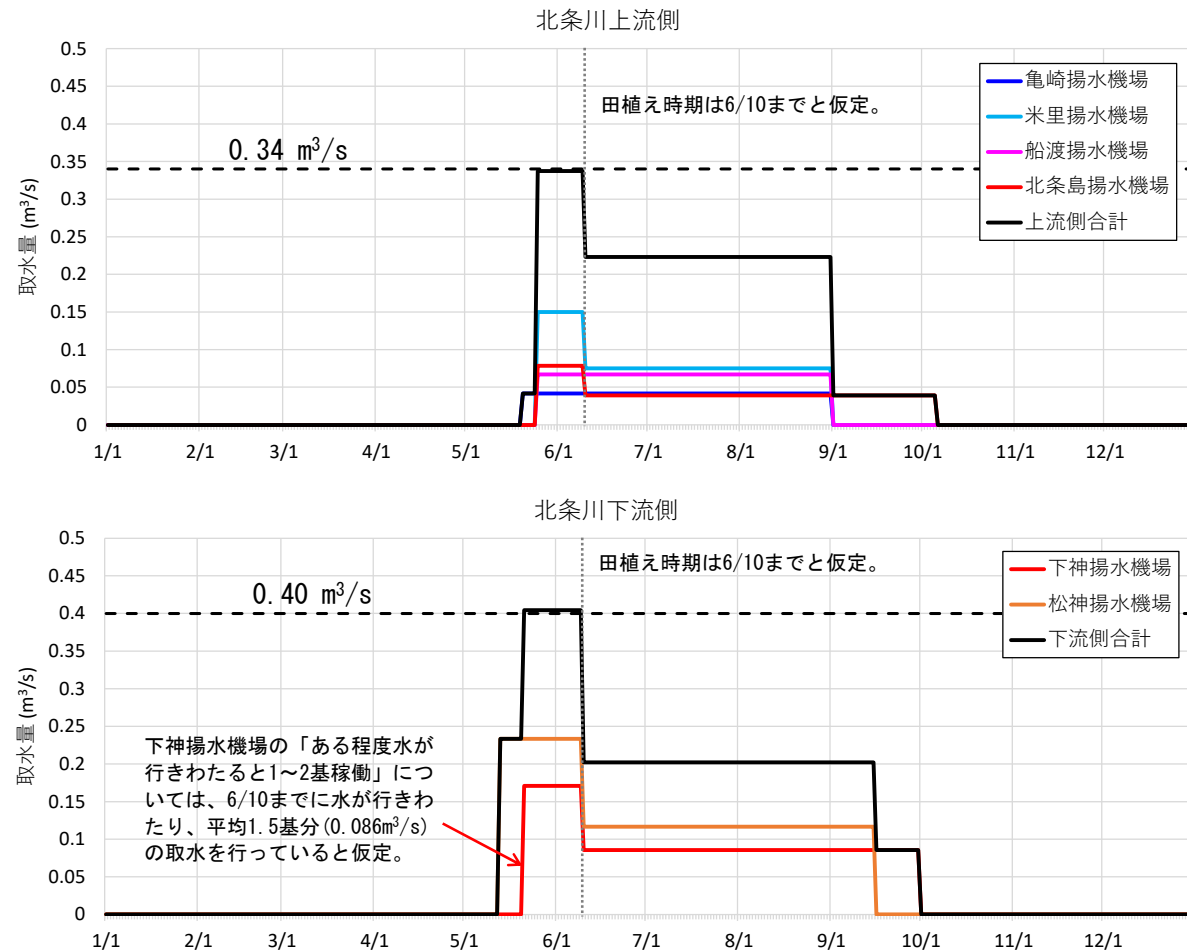 北条川上流側
0.5
0.45
0.4
0.35
0.3
0.25
0.2
0.15
0.1
0.05
0
取水量 (m³/s)
0.34 m³/s
田植え時期は6/10までと仮定。
亀崎揚水機場
米里揚水機場
船渡揚水機場
北条島揚水機場
上流側合計
1/1 2/1 3/1 4/1 5/1 6/1 7/1 8/1 9/1 10/1 11/1 12/1
北条川下流側
0.5
0.45
0.4
0.35
0.3
0.25
0.2
0.15
0.1
0.05
0
取水量 (m³/s)
0.40 m³/s
田植え時期は6/10までと仮定。
下神揚水機場
松神揚水機場
下流側合計
下神揚水機場の「ある程度水が
行きわたると1～2基稼働」につ
いては、6/10までに水が行きわ
たり、平均1.5基分(0.086m³/s)
の取水を行っていると仮定。
1/1 2/1 3/1 4/1 5/1 6/1 7/1 8/1 9/1 10/1 11/1 12/1